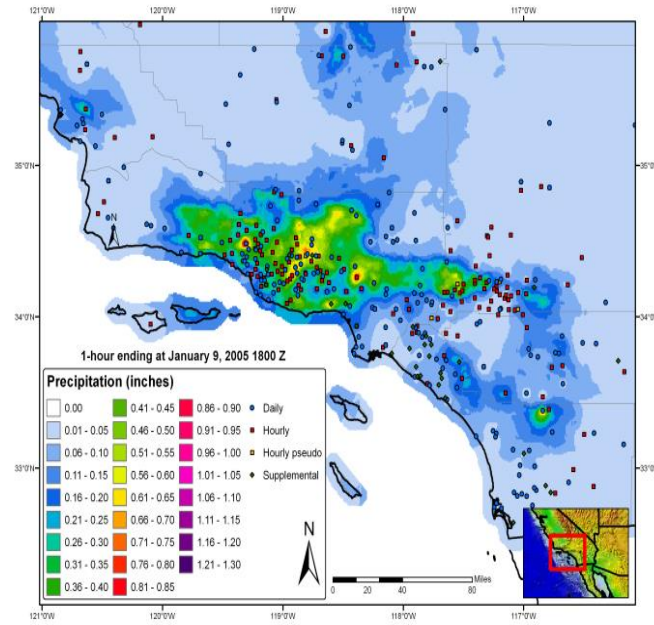 121°0'W 120°0'W 119°0'W 118°0'W 117°0'W
35°0'N 35°0'N
N
34°0'N 34°0'N
1-hour ending at January 9, 2005 1800 Z
Precipitation (inches)
0.00 0.41 - 0.45 0.86 - 0.90 Daily
0.01 - 0.05 0.46 - 0.50 0.91 - 0.95 Hourly
0.06 - 0.10 0.51 - 0.55 0.96 - 1.00 Hourly pseudo
0.11 - 0.15 0.56 - 0.60 1.01 - 1.05 Supplemental
0.16 - 0.20 0.61 - 0.65 1.06 - 1.10
0.21 - 0.25 0.66 - 0.70 1.11 - 1.15
0.26 - 0.30 0.71 - 0.75 1.16 - 1.20
0.31 - 0.35 0.76 - 0.80 1.21 - 1.30
0.36 - 0.40 0.81 - 0.85
33°0'N 33°0'N
N
0 20 40 80 Miles
121°0'W 120°0'W 119°0'W 118°0'W 117°0'W